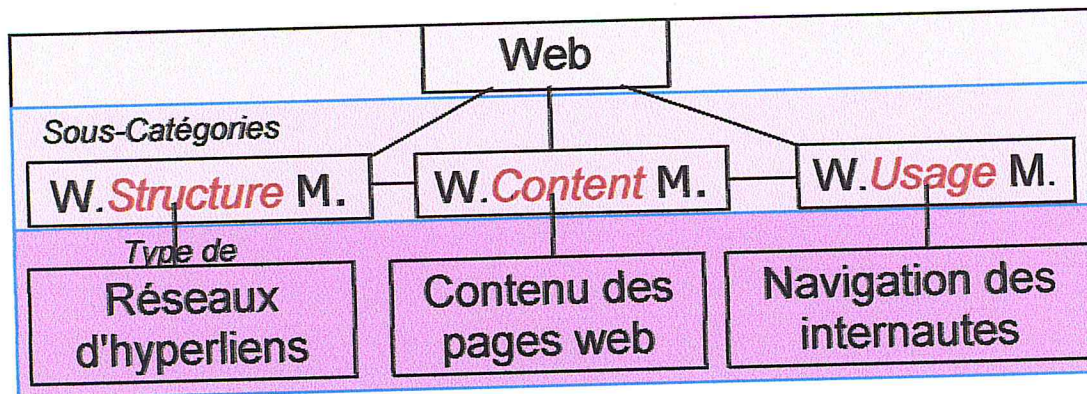 Web
Sous-Catégories
W.Structure M.
W.Content M.
W.Usage M.
Type de
Réseaux
d'hyperliens
Contenu des
pages web
Navigation des
internautes